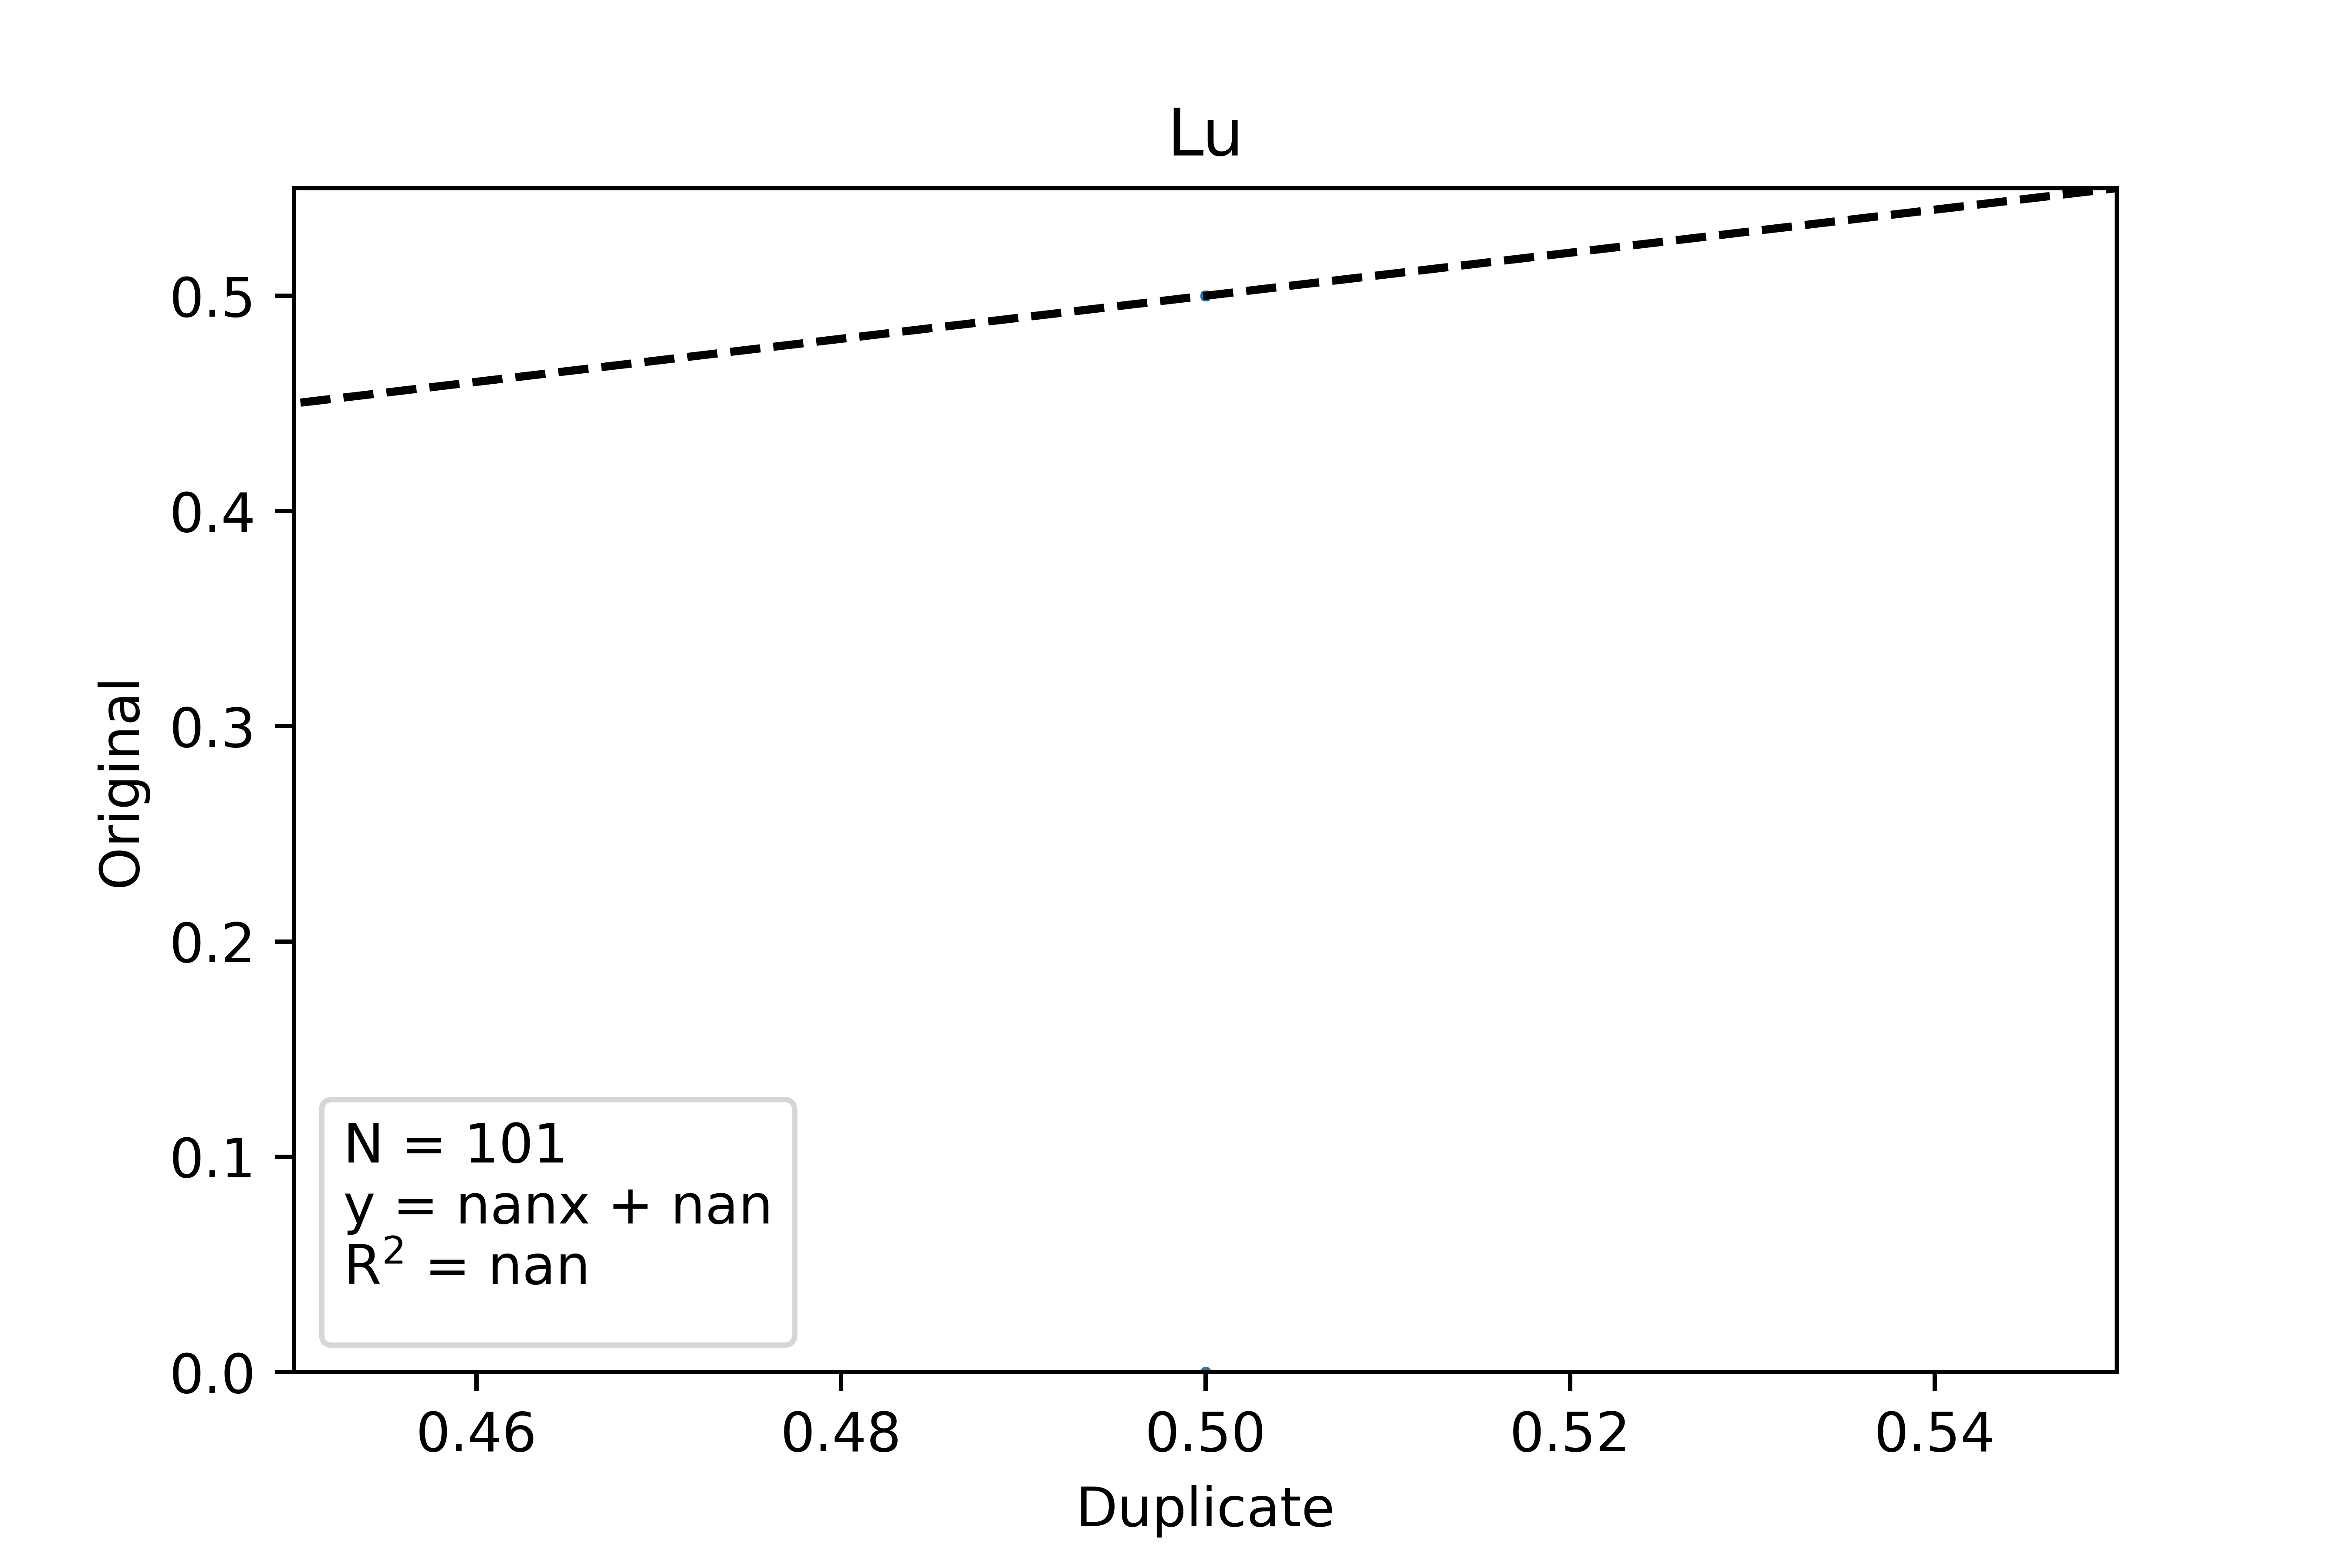 Lu
0.5
0.4
0.3
0.2
0.1
0.0
Original
N = 101
y = nanx + nan
R² = nan
0.46 0.48 0.50 0.52 0.54
Duplicate